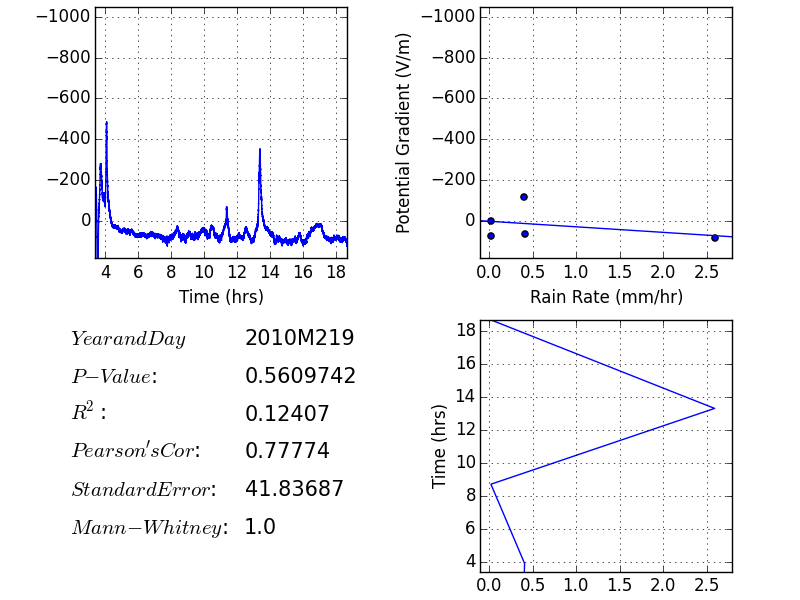 −1000
−800
−600
−400
−200
0
4 6 8 10 12 14 16 18
Time (hrs)
Potential Gradient (V/m)
−1000
−800
−600
−400
−200
0
0.0 0.5 1.0 1.5 2.0 2.5
Rain Rate (mm/hr)
YearandDay 2010M219
P−Value: 0.5609742
R²: 0.12407
Pearson'sCor: 0.77774
StandardError: 41.83687
Mann−Whitney: 1.0
Time (hrs)
18
16
14
12
10
8
6
4
0.0 0.5 1.0 1.5 2.0 2.5